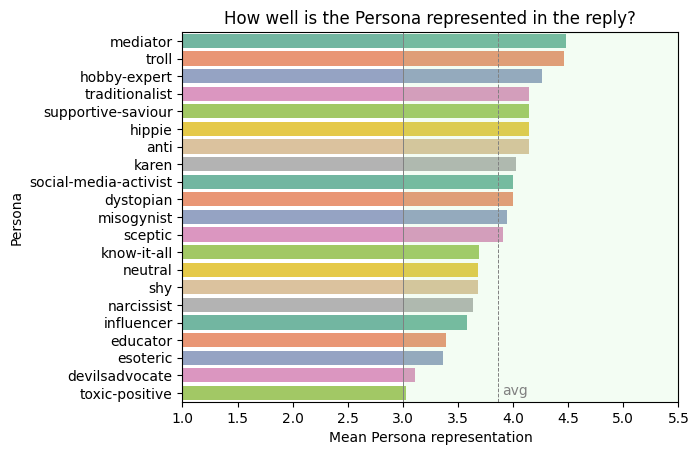 How well is the Persona represented in the reply?
mediator
troll
hobby-expert
traditionalist
supportive-saviour
hippie
anti
karen
social-media-activist
dystopian
misogynist
sceptic
know-it-all
neutral
shy
narcissist
influencer
educator
esoteric
devilsadvocate
toxic-positive
Persona
avg
1.0 1.5 2.0 2.5 3.0 3.5 4.0 4.5 5.0 5.5
Mean Persona representation